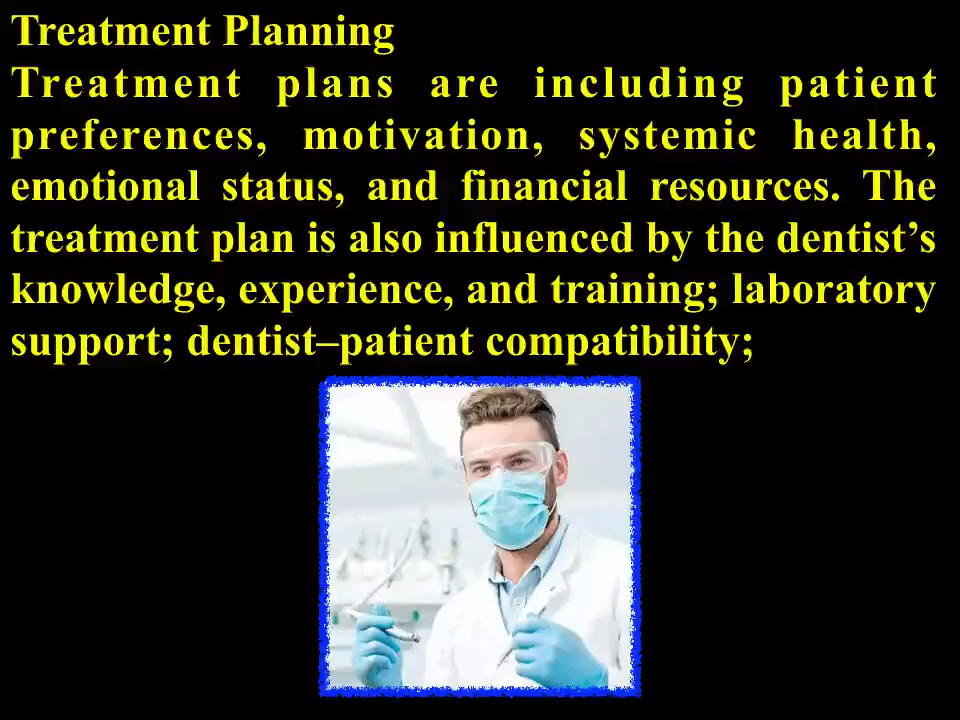 Treatment Planning
Treatment plans are including patient
preferences, motivation, systemic health,
emotional status, and financial resources. The
treatment plan is also influenced by the dentist’s
knowledge, experience, and training; laboratory
support; dentist–patient compatibility;